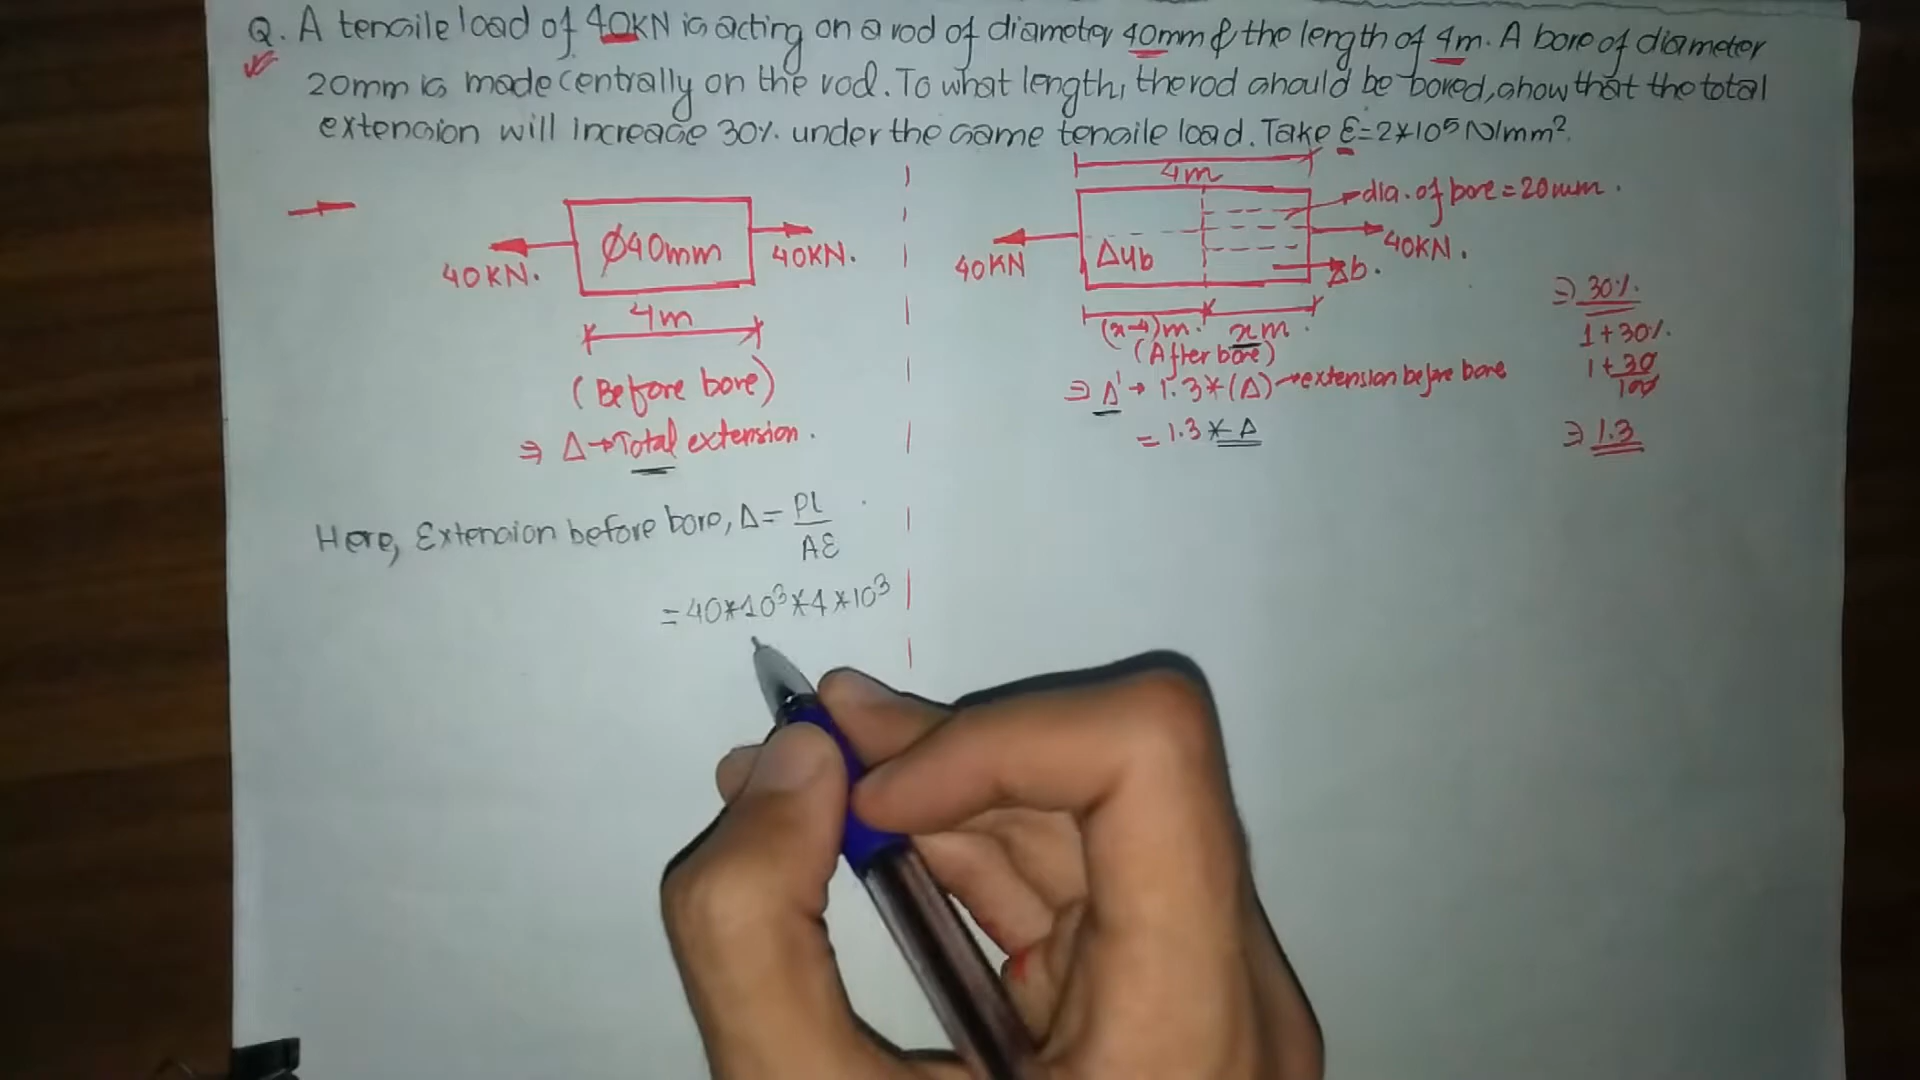 Q. A tensile load of 40KN is acting on a rod of diameter 40mm & the length of 4m. A bore of diameter
20mm is made centrally on the rod. To what length, the rod should be bored, show that the total
extension will increase 30%. under the same tensile load. Take E=2*10⁵ N/mm².
4m
dia. of bore = 20mm.
Ø40mm
40KN.
40KN.
40KN
Δub
40KN.
Δb.
4m
(x-4)m.
xm.
(Before bore)
(After bore)
⇒ Δ→Total extension.
⇒ Δ' → 1.3*(Δ)→extension before bore
= 1.3*Δ
⇒ 30%.
1+30%.
1+30/100
⇒ 1.3
Here, Extension before bore, Δ= PL/AE
= 40*10³*4*10³